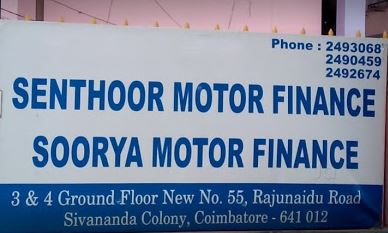 Phone : 2493068
2490459
2492674
SENTHOOR MOTOR FINANCE
SOORYA MOTOR FINANCE
3 & 4 Ground Floor New No. 55, Rajunaidu Road
Sivananda Colony, Coimbatore - 641 012